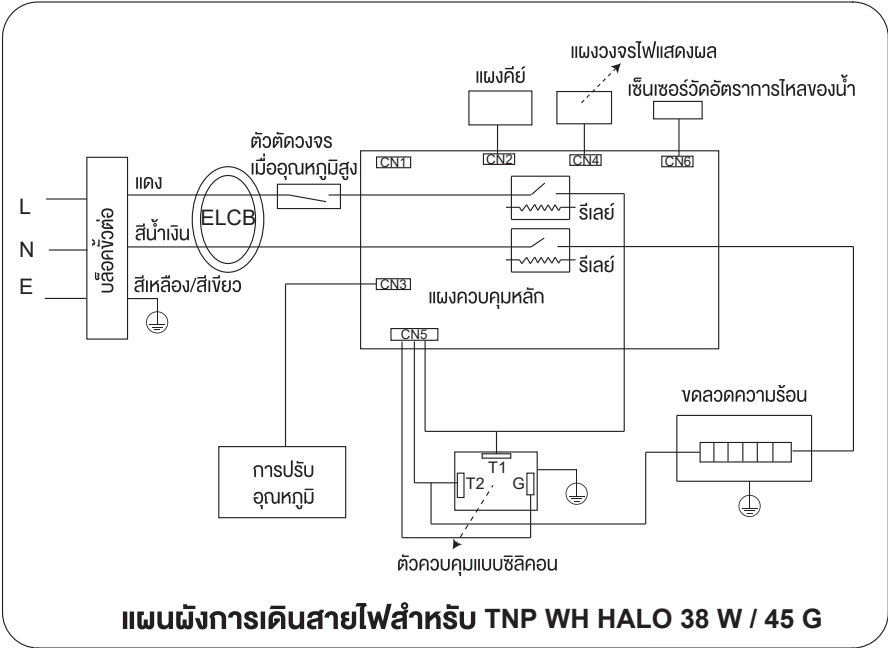 แผงวงจรไฟแสดงผล
แผงคีย์
เซ็นเซอร์วัดอัตราการไหลของน้ำ
ตัวตัดวงจร
เมื่ออุณหภูมิสูง
CN1
CN2
CN4
CN6
แดง
L
ELCB
รีเลย์
บล็อคขั้วต่อ
สีน้ำเงิน
N
รีเลย์
E
สีเหลือง/สีเขียว
CN3
แผงควบคุมหลัก
CN5
ขดลวดความร้อน
การปรับ
อุณหภูมิ
T1
T2
G
ตัวควบคุมแบบซิลิคอน
แผนผังการเดินสายไฟสำหรับ TNP WH HALO 38 W / 45 G